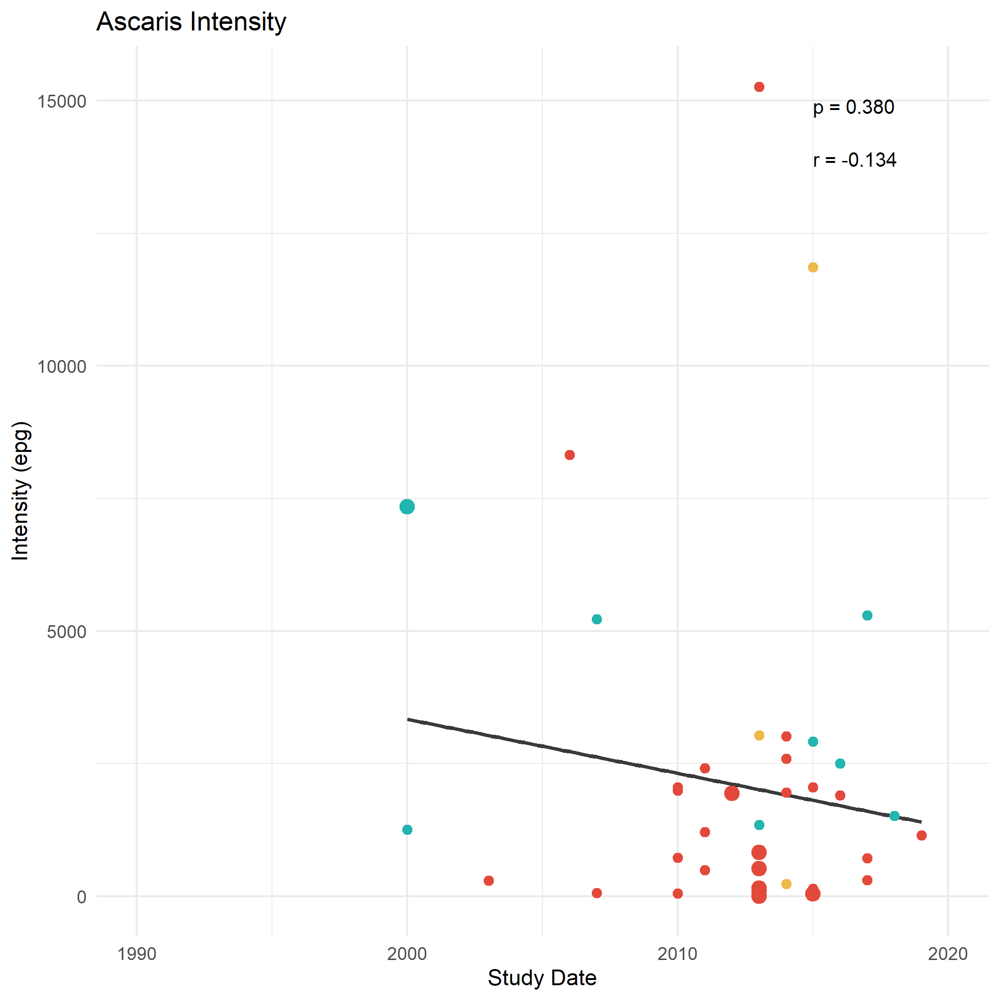 Ascaris Intensity
15000
p = 0.380
r = -0.134
10000
Intensity (epg)
5000
0
1990
2000
2010
2020
Study Date